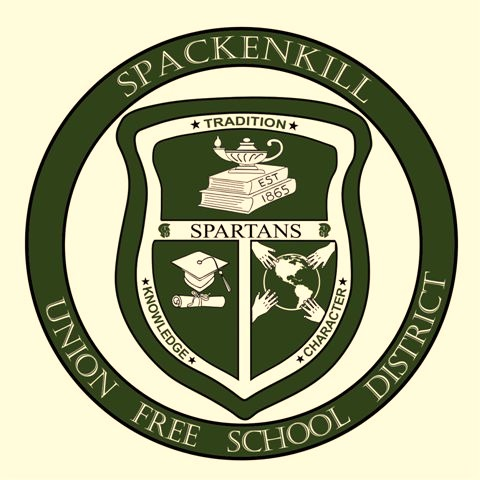 SPACKENKILL
TRADITION
EST
1865
SPARTANS
KNOWLEDGE
CHARACTER
UNION FREE SCHOOL DISTRICT